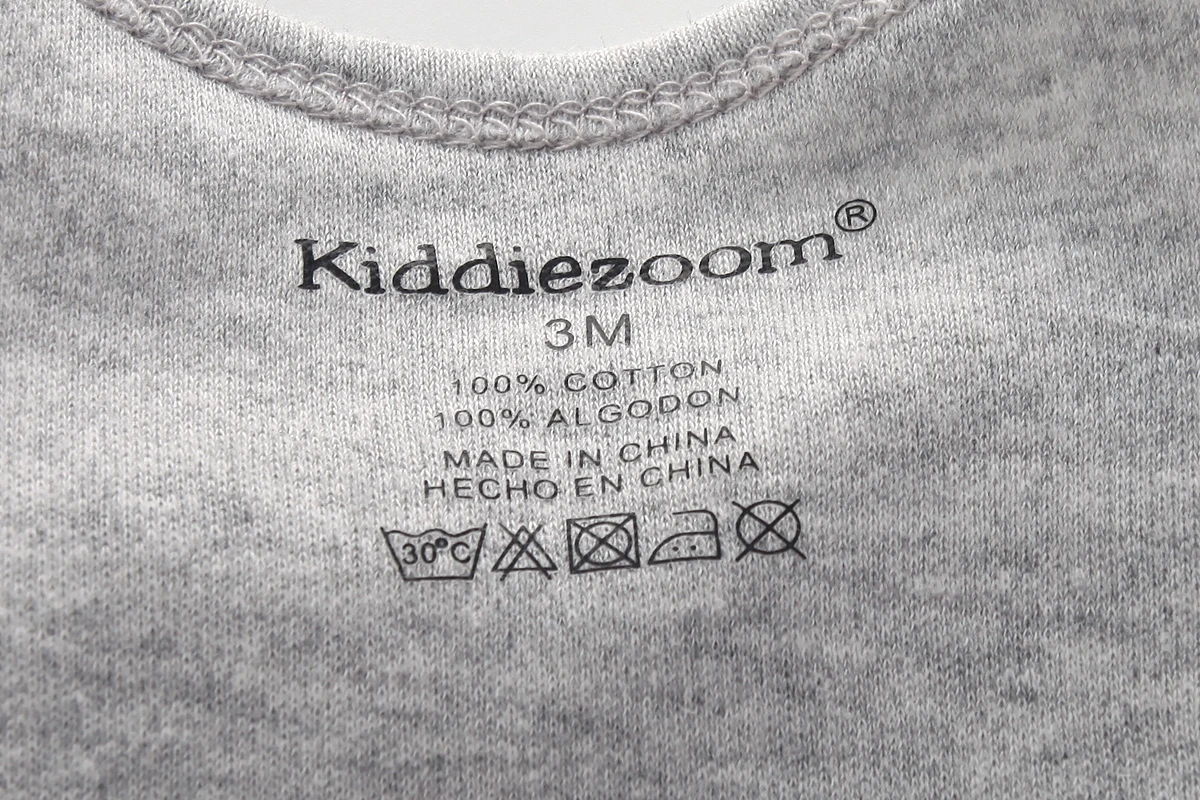 Kiddiezoom®
3M
100% COTTON
100% ALGODON
MADE IN CHINA
HECHO EN CHINA
30°C